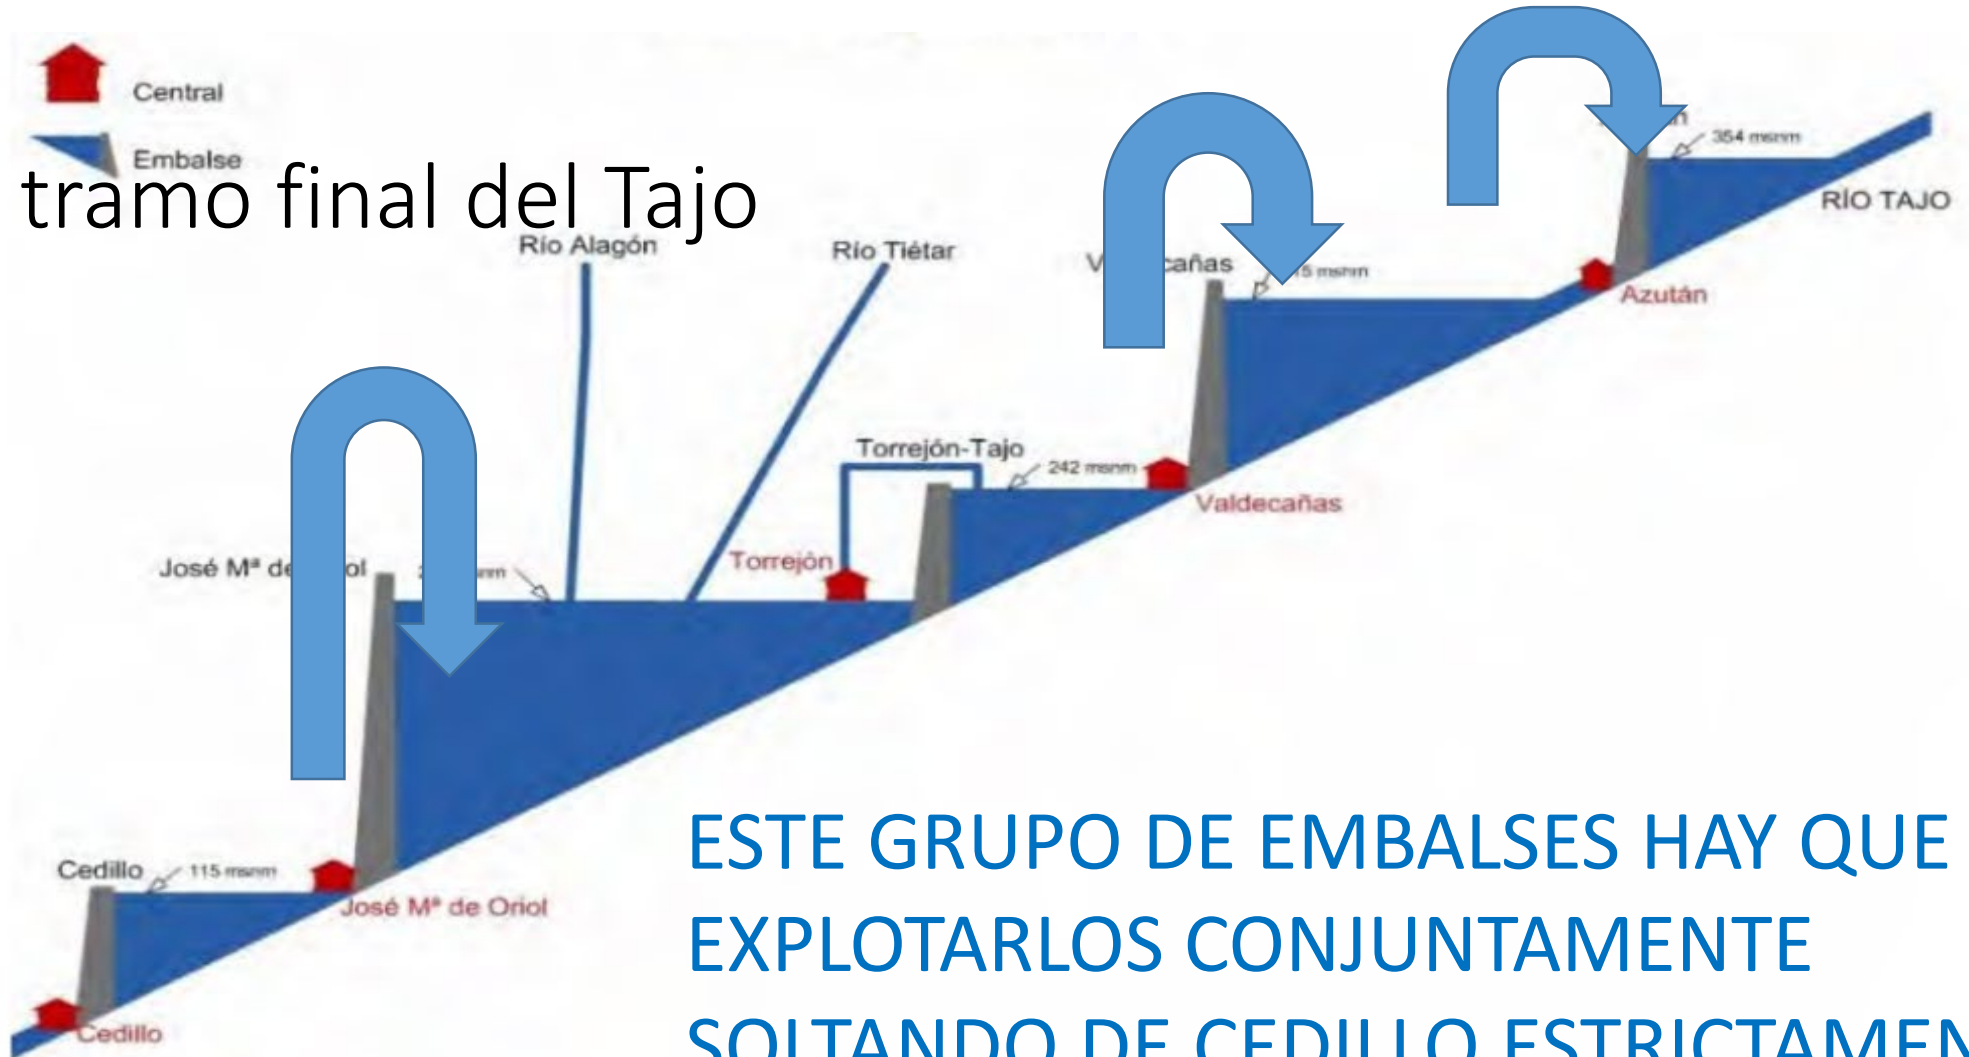 Central
Embalse
tramo final del Tajo
Río Alagón
Río Tiétar
354 msnm
RÍO TAJO
Azután
Torrejón-Tajo
242 msnm
Valdecañas
Torrejón
José Mª
Cedillo
115 msnm
José Mª de Oriol
Cedillo
ESTE GRUPO DE EMBALSES HAY QUE
EXPLOTARLOS CONJUNTAMENTE
SOLTANDO DE CEDILLO